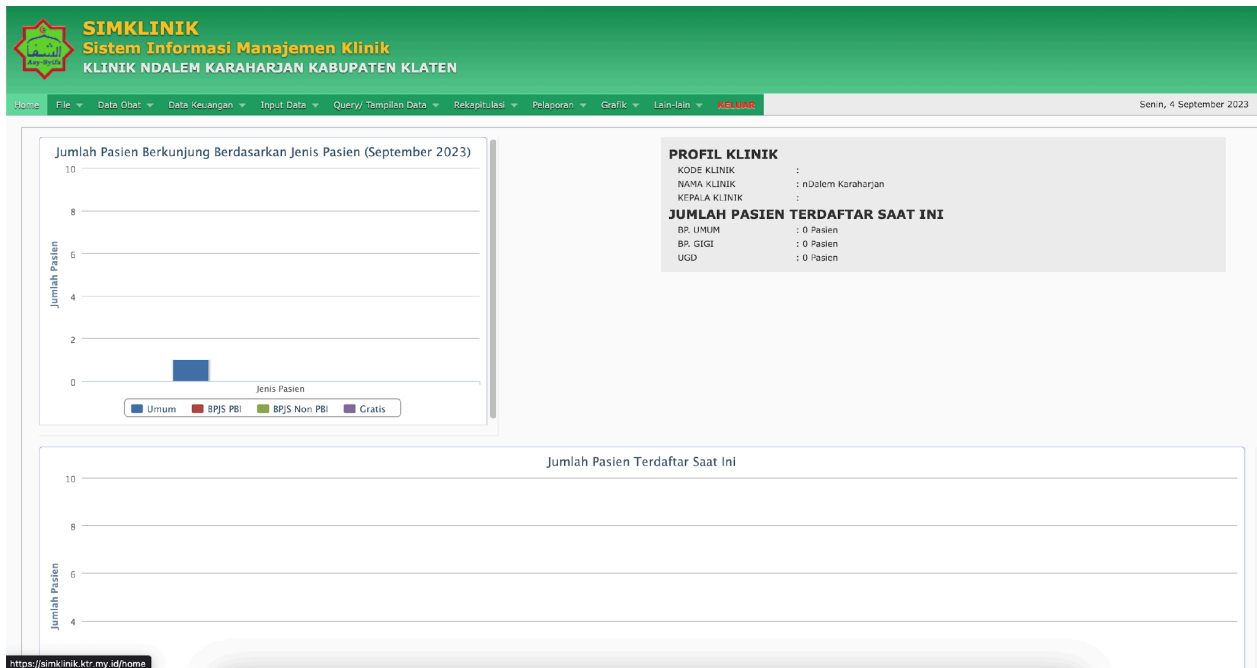 SIMKLINIK
Sistem Informasi Manajemen Klinik
KLINIK NDALEM KARAHARJAN KABUPATEN KLATEN
Asy-Syifa
Home File Data Obat Data Keuangan Input Data Query/ Tampilan Data Rekapitulasi Pelaporan Grafik Lain-lain KELUAR Senin, 4 September 2023
Jumlah Pasien Berkunjung Berdasarkan Jenis Pasien (September 2023)
10
8
6
4
2
0
Jumlah Pasien
Jenis Pasien
Umum BPJS PBI BPJS Non PBI Gratis
PROFIL KLINIK
KODE KLINIK :
NAMA KLINIK : nDalem Karaharjan
KEPALA KLINIK :
JUMLAH PASIEN TERDAFTAR SAAT INI
BP. UMUM : 0 Pasien
BP. GIGI : 0 Pasien
UGD : 0 Pasien
Jumlah Pasien Terdaftar Saat Ini
10
8
6
4
Jumlah Pasien
https://simklinik.ktr.my.id/home